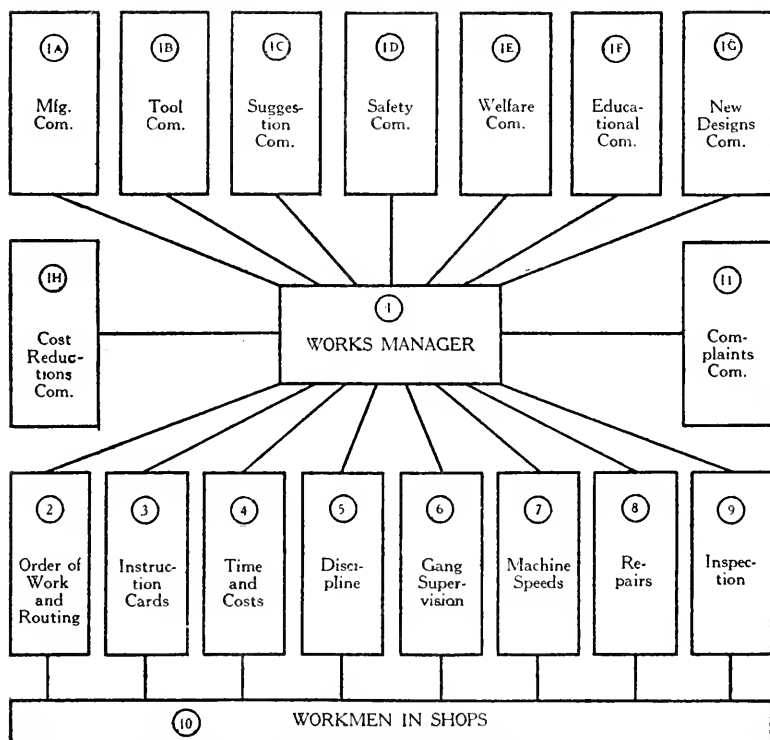 1A
Mfg.
Com.
1B
Tool
Com.
1C
Sugges-
tion
Com.
1D
Safety
Com.
1E
Welfare
Com.
1F
Educa-
tional
Com.
1G
New
Designs
Com.
1H
Cost
Reduc-
tions
Com.
1
WORKS MANAGER
11
Com-
plaints
Com.
2
Order of
Work
and
Routing
3
Instruc-
tion
Cards
4
Time
and
Costs
5
Disci-
pline
6
Gang
Super-
vision
7
Machine
Speeds
8
Re-
pairs
9
Inspec-
tion
10 WORKMEN IN SHOPS